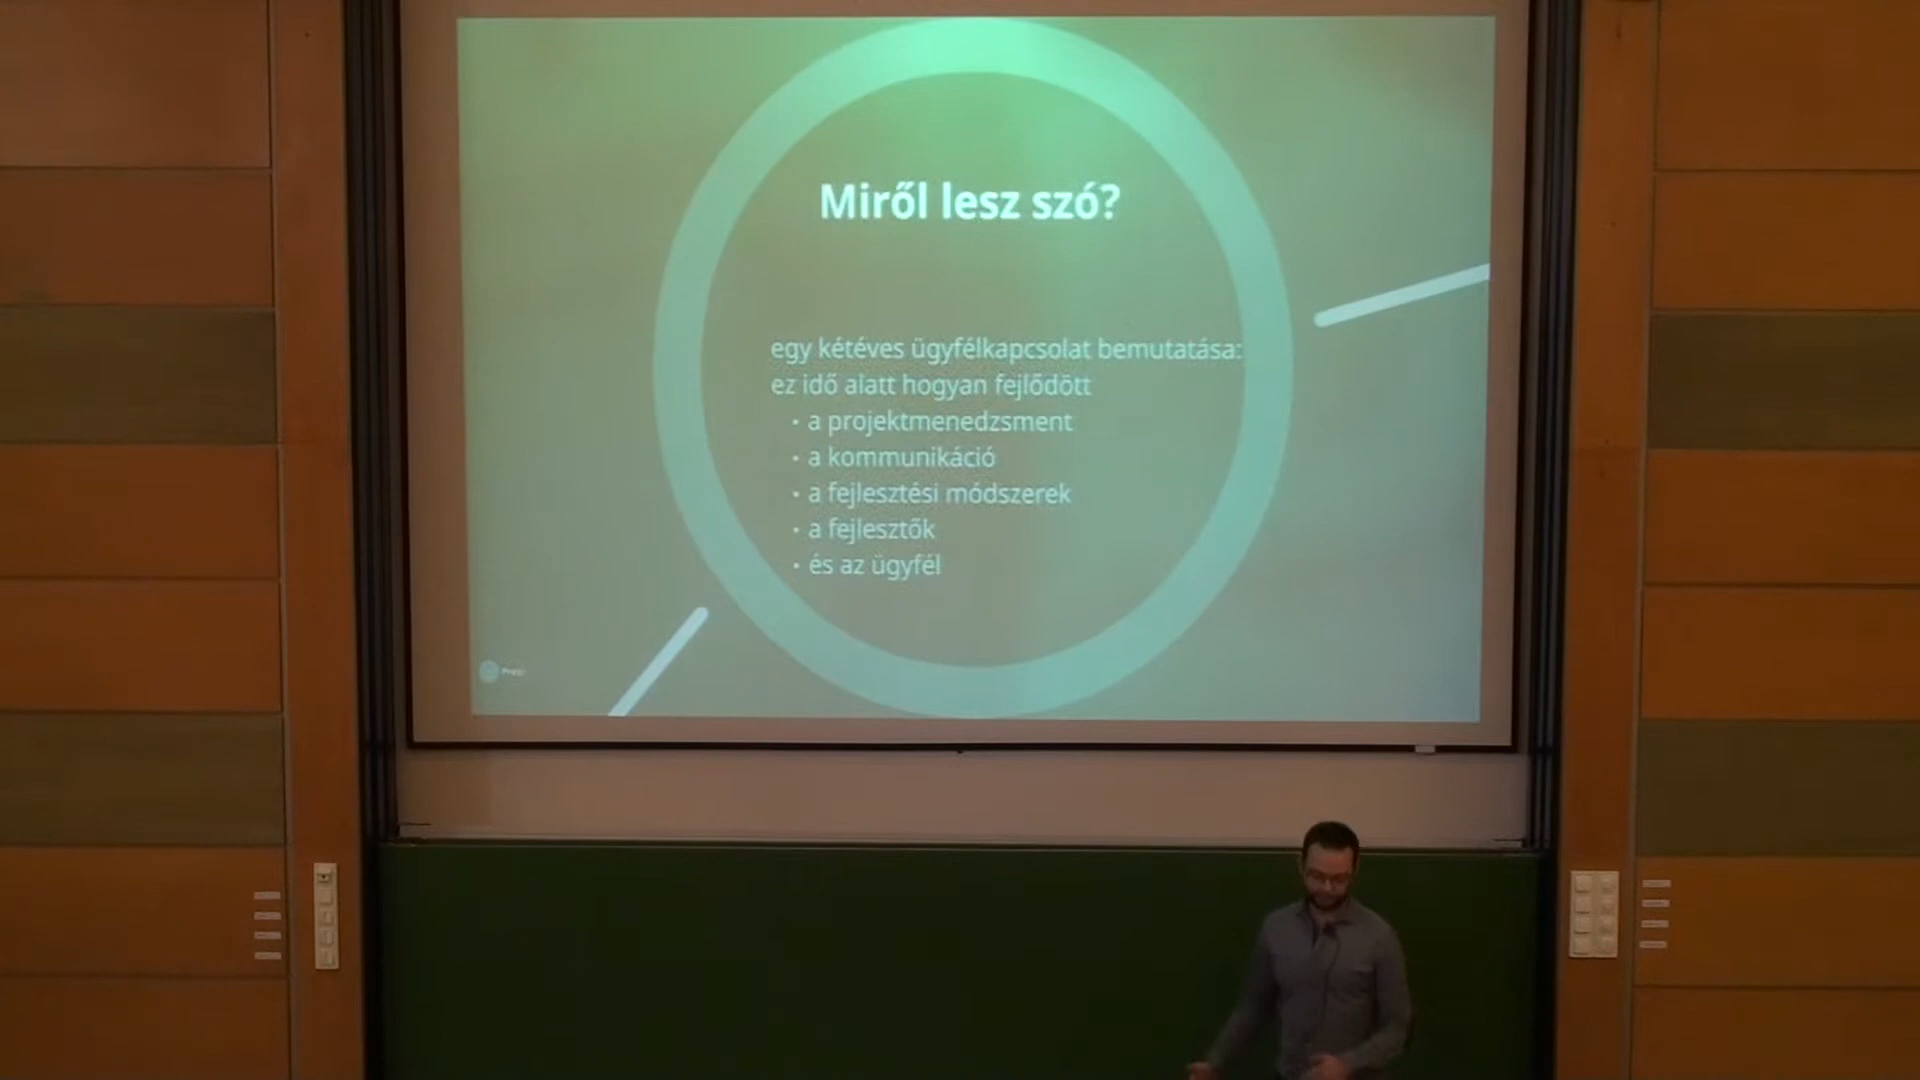 Miről lesz szó?
egy kétéves ügyfélkapcsolat bemutatása:
ez idő alatt hogyan fejlődött
• a projektmenedzsment
• a kommunikáció
• a fejlesztési módszerek
• a fejlesztők
• és az ügyfél
Prezi